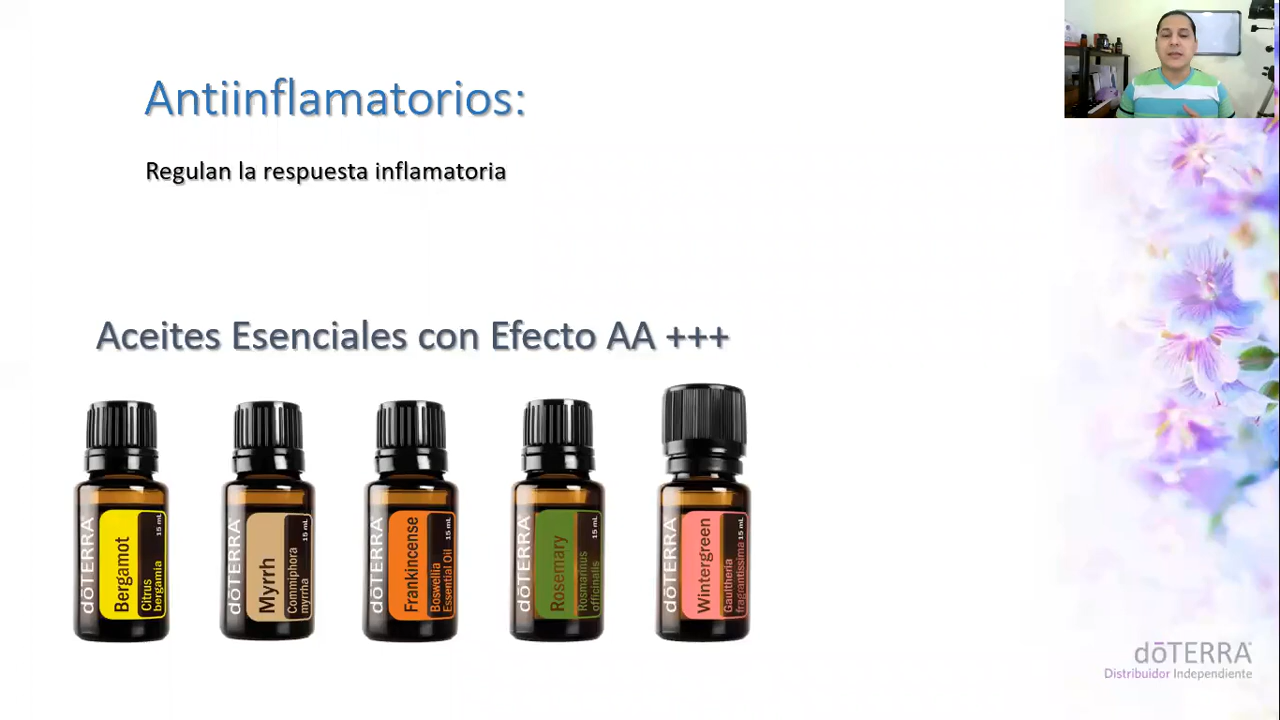 Antiinflamatorios:
Regulan la respuesta inflamatoria
Aceites Esenciales con Efecto AA +++
dōTERRA
Bergamot
Citrus
bergamia
15 mL
dōTERRA
Myrrh
Commiphora
myrrha
15 mL
dōTERRA
Frankincense
Boswellia
Essential Oil
15 mL
dōTERRA
Rosemary
Rosmarinus
officinalis
15 mL
dōTERRA
Wintergreen
Gaultheria
fragrantissima
15 mL
dōTERRA
Distribuidor Independiente